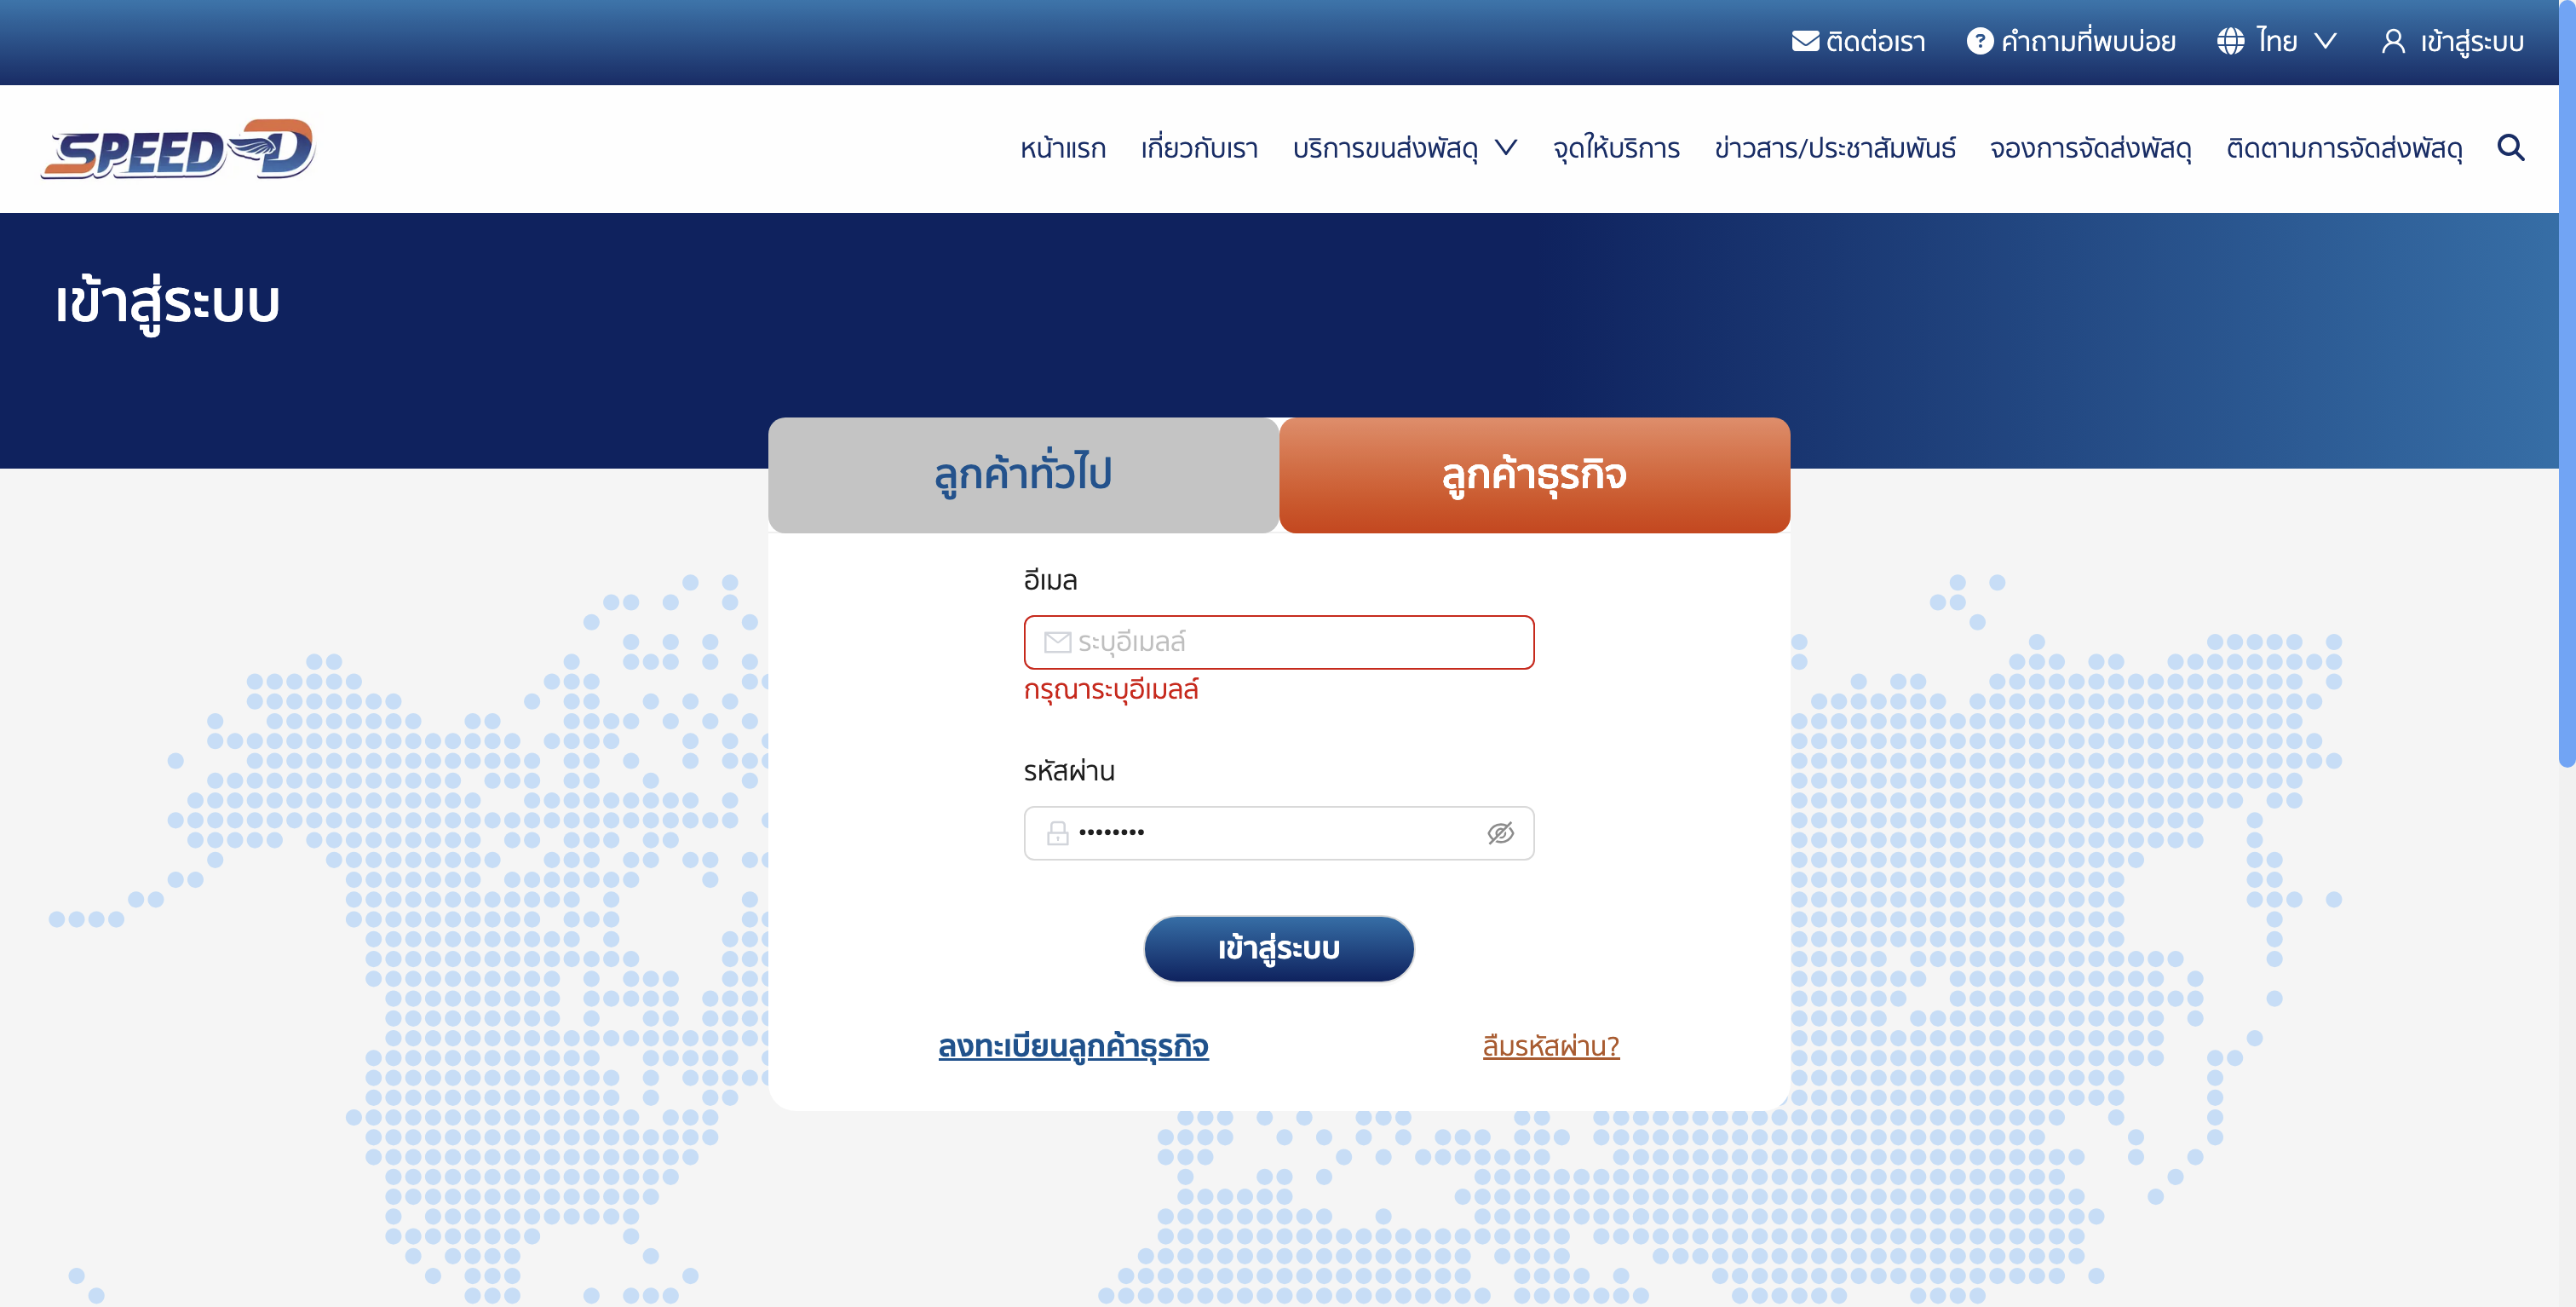 ติดต่อเรา คำถามที่พบบ่อย ไทย เข้าสู่ระบบ
SPEED-D
หน้าแรก เกี่ยวกับเรา บริการขนส่งพัสดุ จุดให้บริการ ข่าวสาร/ประชาสัมพันธ์ จองการจัดส่งพัสดุ ติดตามการจัดส่งพัสดุ
เข้าสู่ระบบ
ลูกค้าทั่วไป ลูกค้าธุรกิจ
อีเมล
ระบุอีเมลล์
กรุณาระบุอีเมลล์
รหัสผ่าน
••••••••
เข้าสู่ระบบ
ลงทะเบียนลูกค้าธุรกิจ ลืมรหัสผ่าน?